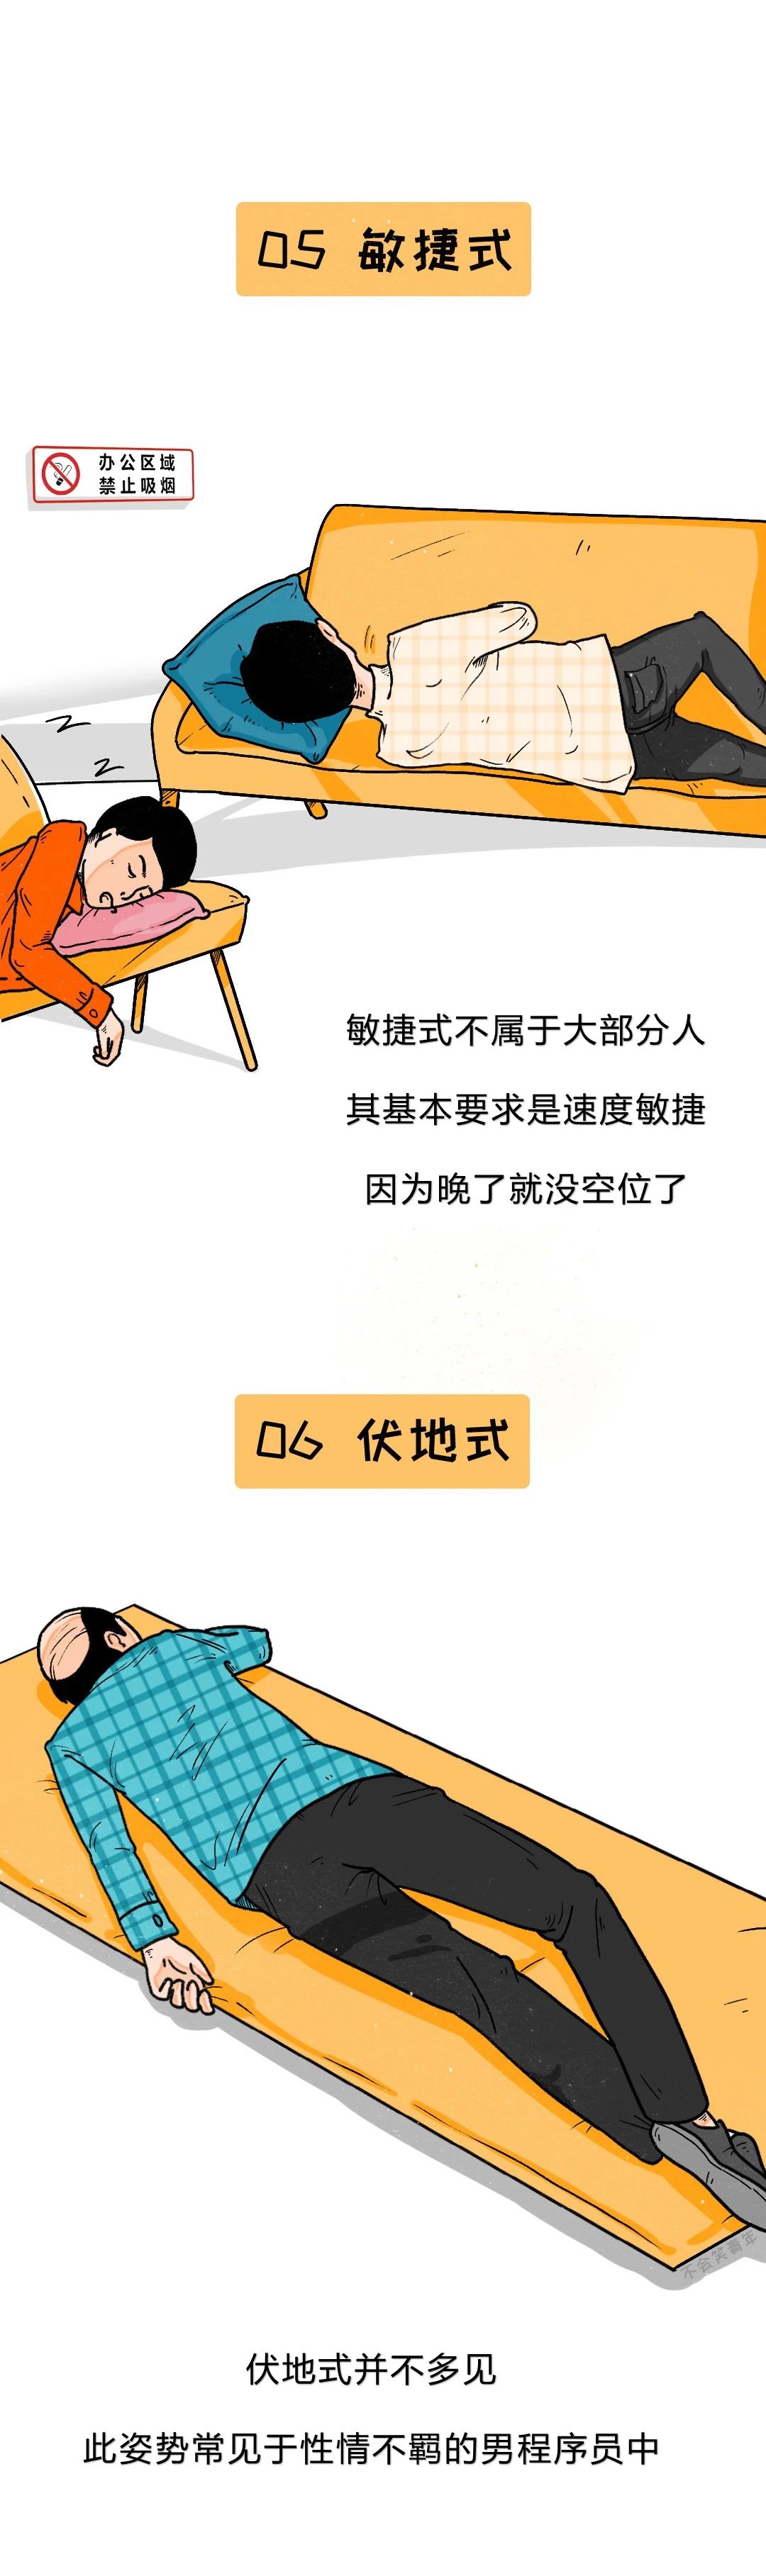 05 敏捷式
办公区域
禁止吸烟
敏捷式不属于大部分人
其基本要求是速度敏捷
因为晚了就没空位了
06 伏地式
不会笑青年
伏地式并不多见
此姿势常见于性情不羁的男程序员中